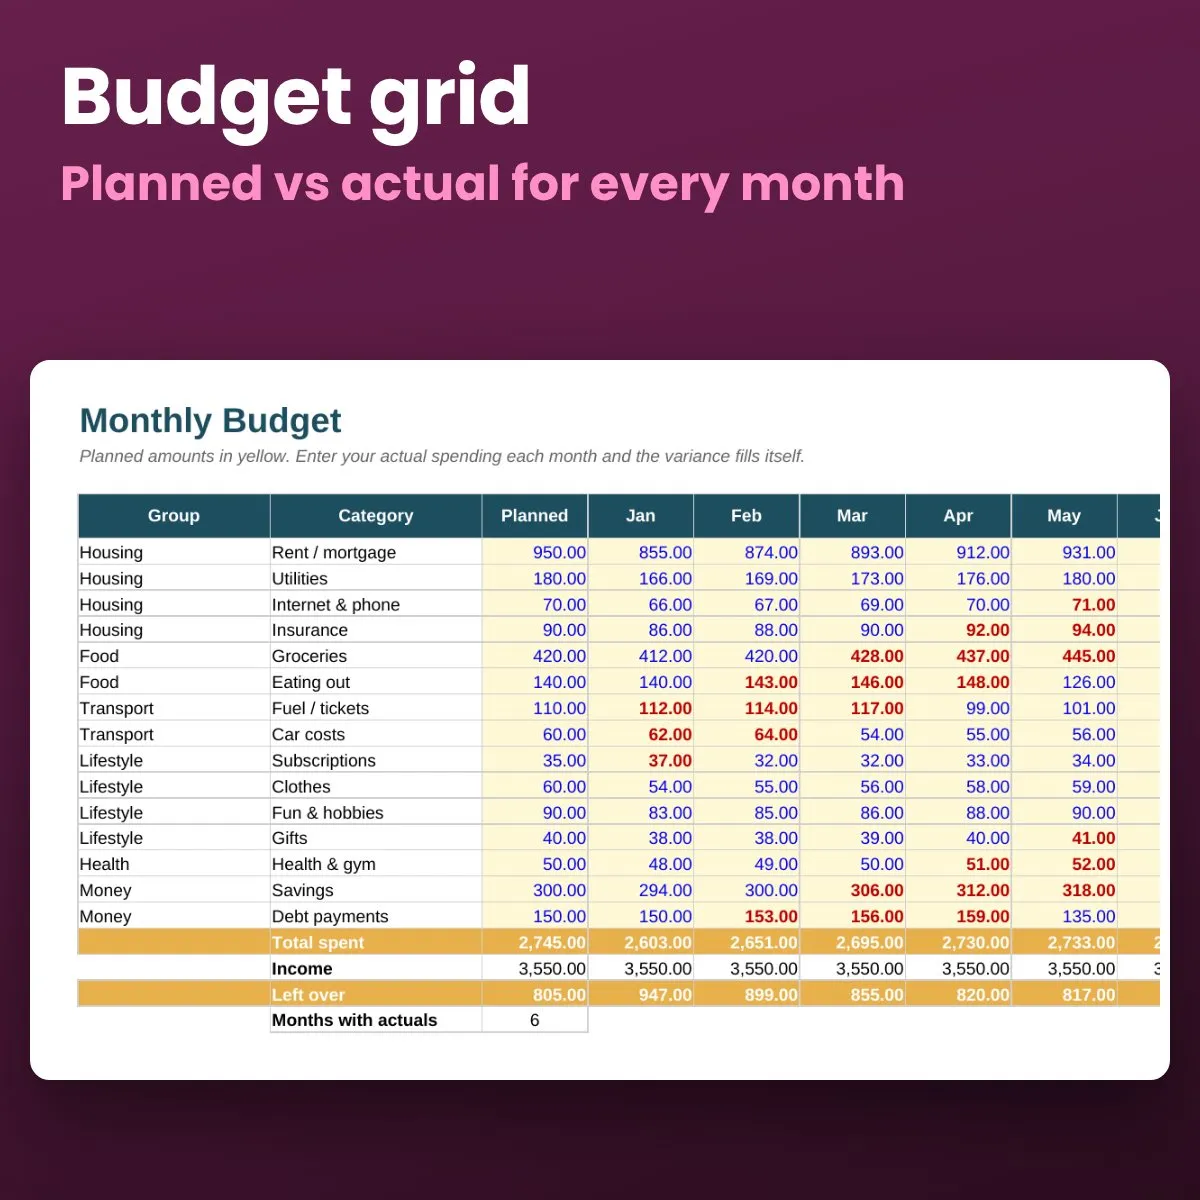 Budget grid
Planned vs actual for every month
Monthly Budget
Planned amounts in yellow. Enter your actual spending each month and the variance fills itself.
Group Category Planned Jan Feb Mar Apr May
Housing Rent / mortgage 950.00 855.00 874.00 893.00 912.00 931.00
Housing Utilities 180.00 166.00 169.00 173.00 176.00 180.00
Housing Internet & phone 70.00 66.00 67.00 69.00 70.00 71.00
Housing Insurance 90.00 86.00 88.00 90.00 92.00 94.00
Food Groceries 420.00 412.00 420.00 428.00 437.00 445.00
Food Eating out 140.00 140.00 143.00 146.00 148.00 126.00
Transport Fuel / tickets 110.00 112.00 114.00 117.00 99.00 101.00
Transport Car costs 60.00 62.00 64.00 54.00 55.00 56.00
Lifestyle Subscriptions 35.00 37.00 32.00 32.00 33.00 34.00
Lifestyle Clothes 60.00 54.00 55.00 56.00 58.00 59.00
Lifestyle Fun & hobbies 90.00 83.00 85.00 86.00 88.00 90.00
Lifestyle Gifts 40.00 38.00 38.00 39.00 40.00 41.00
Health Health & gym 50.00 48.00 49.00 50.00 51.00 52.00
Money Savings 300.00 294.00 300.00 306.00 312.00 318.00
Money Debt payments 150.00 150.00 153.00 156.00 159.00 135.00
Total spent 2,745.00 2,603.00 2,651.00 2,695.00 2,730.00 2,733.00
Income 3,550.00 3,550.00 3,550.00 3,550.00 3,550.00 3,550.00
Left over 805.00 947.00 899.00 855.00 820.00 817.00
Months with actuals 6